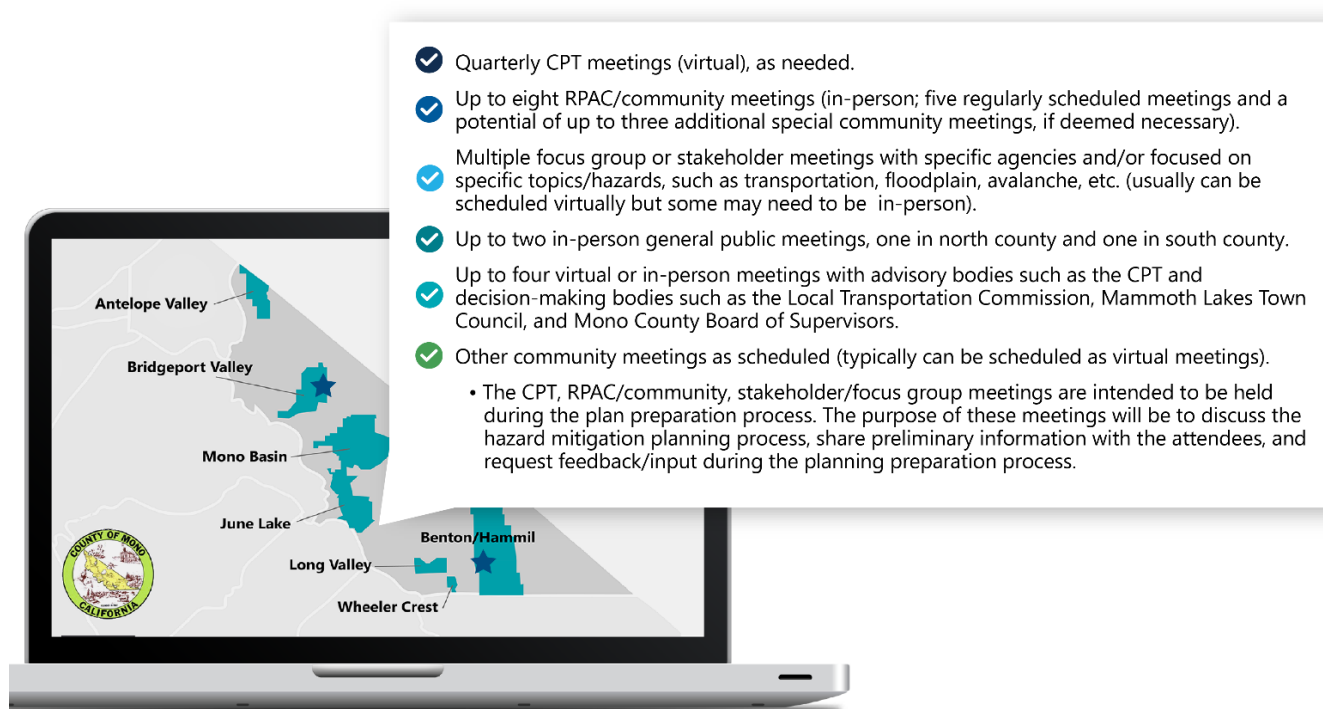 Quarterly CPT meetings (virtual), as needed.
Up to eight RPAC/community meetings (in-person; five regularly scheduled meetings and a
potential of up to three additional special community meetings, if deemed necessary).
Multiple focus group or stakeholder meetings with specific agencies and/or focused on
specific topics/hazards, such as transportation, floodplain, avalanche, etc. (usually can be
scheduled virtually but some may need to be in-person).
Up to two in-person general public meetings, one in north county and one in south county.
Up to four virtual or in-person meetings with advisory bodies such as the CPT and
decision-making bodies such as the Local Transportation Commission, Mammoth Lakes Town
Council, and Mono County Board of Supervisors.
Other community meetings as scheduled (typically can be scheduled as virtual meetings).
• The CPT, RPAC/community, stakeholder/focus group meetings are intended to be held
during the plan preparation process. The purpose of these meetings will be to discuss the
hazard mitigation planning process, share preliminary information with the attendees, and
request feedback/input during the planning preparation process.
Antelope Valley
Bridgeport Valley
Mono Basin
June Lake
Benton/Hammil
Long Valley
Wheeler Crest
COUNTY OF MONO
CALIFORNIA